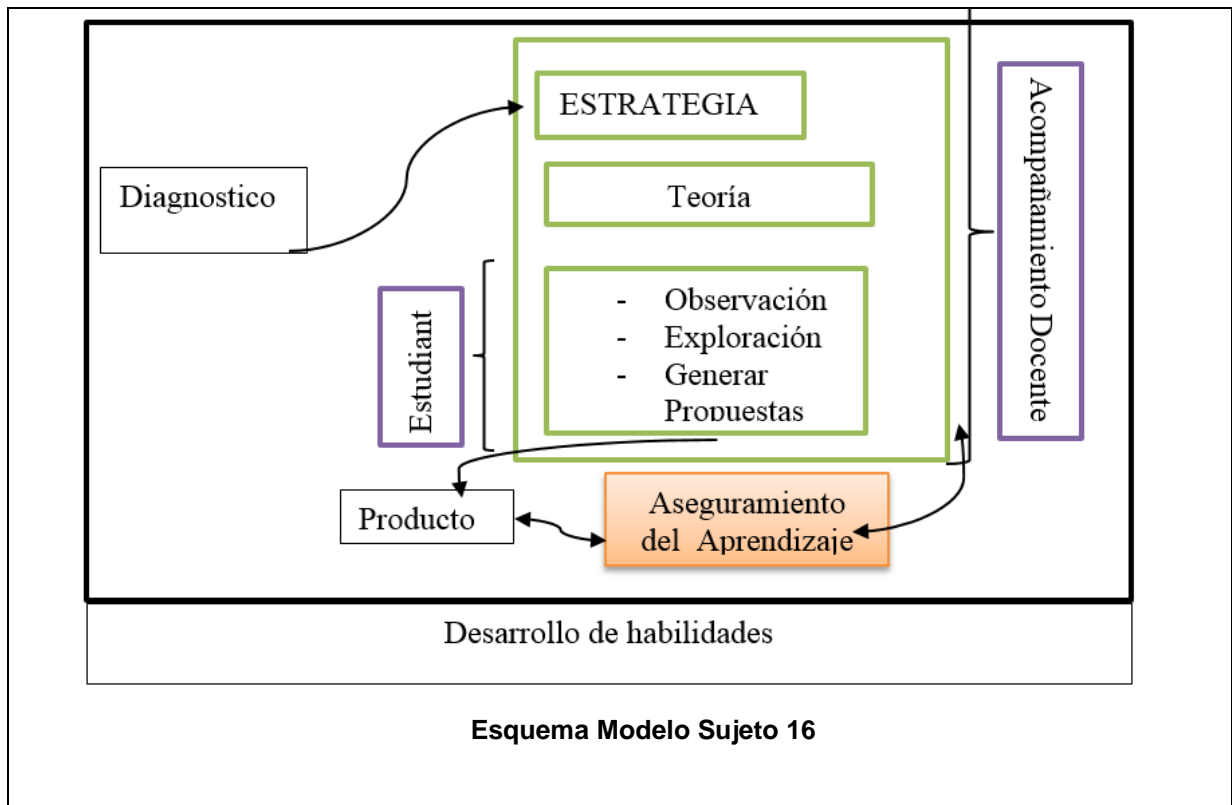 ESTRATEGIA
Diagnostico
Teoría
Estudiant
- Observación
- Exploración
- Generar
Propuestas
Acompañamiento Docente
Producto
Aseguramiento
del Aprendizaje
Desarrollo de habilidades
Esquema Modelo Sujeto 16